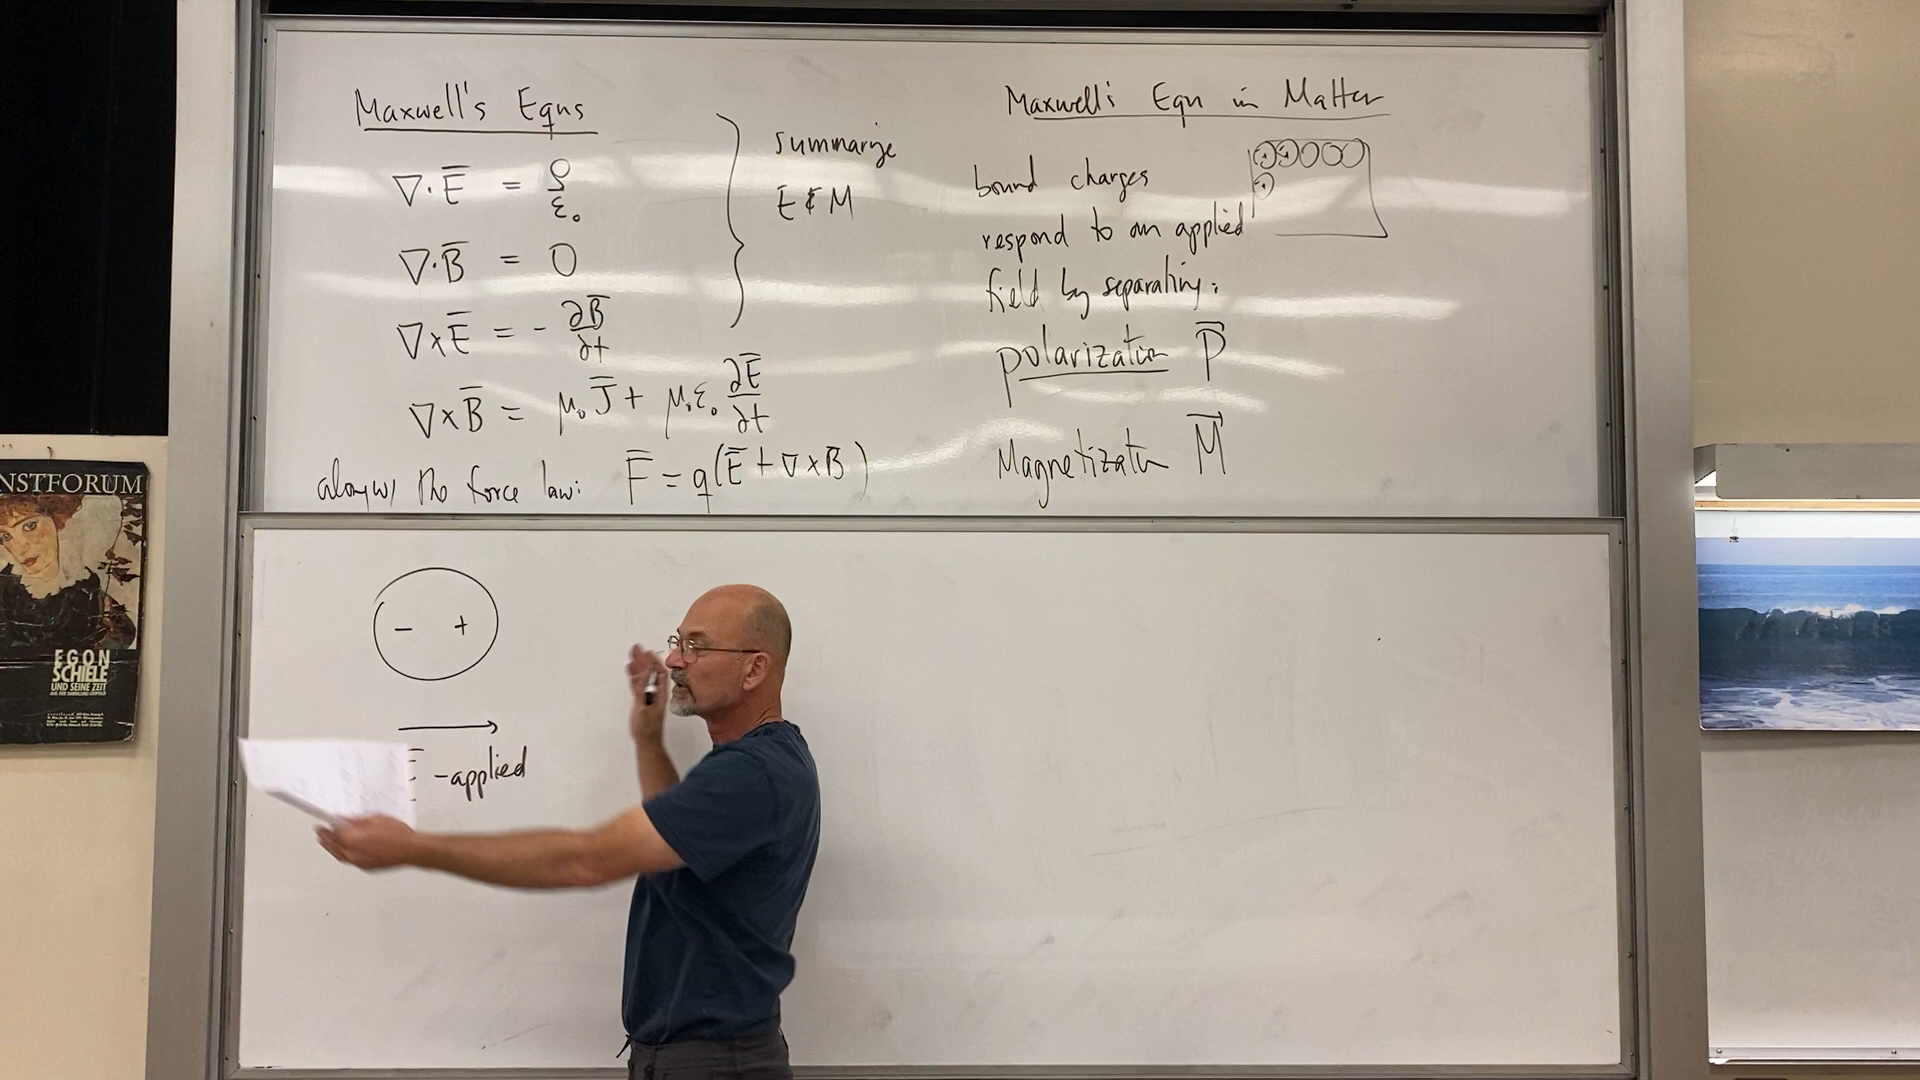 Maxwell's Eqns
∇·E̅ = ρ/ε₀
∇·B̅ = 0
∇×E̅ = - ∂B̅/∂t
∇×B̅ = μ₀J̅ + μ₀ε₀ ∂E̅/∂t
along w/ the force law: F̅ = q(E̅ + v×B)
summarize
E & M
Maxwell's Eqn in Matter
bound charges
respond to an applied
field by separating:
polarization P⃗
Magnetizatn M⃗
- +
E̅ -applied
NSTFORUM
EGON
SCHIELE
UND SEINE ZEIT